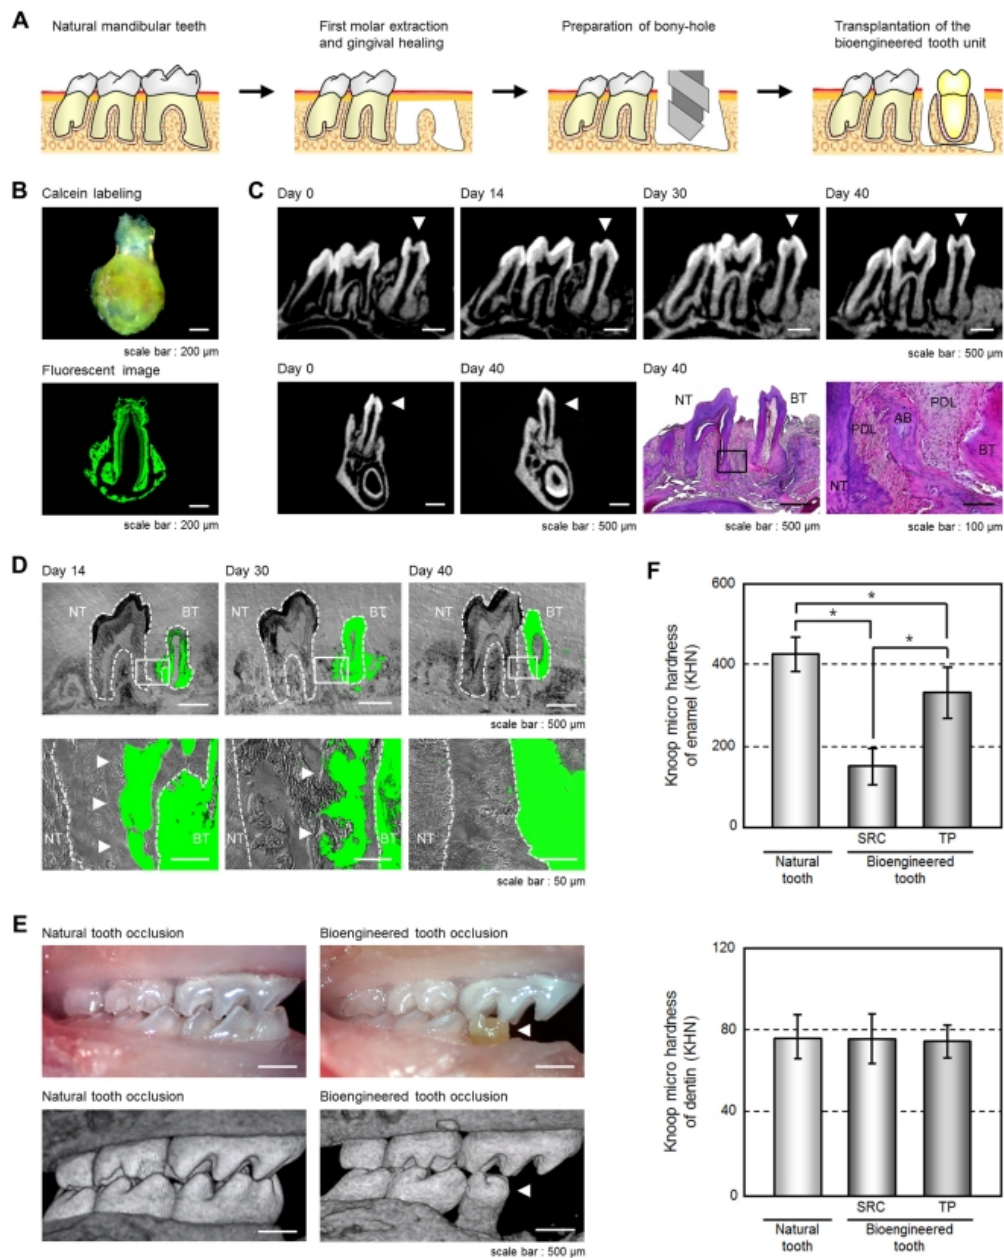 A
Natural mandibular teeth
First molar extraction
and gingival healing
Preparation of bony-hole
Transplantation of the
bioengineered tooth unit
B
Calcein labeling
scale bar : 200 μm
Fluorescent image
scale bar : 200 μm
C
Day 0
Day 14
Day 30
Day 40
scale bar : 500 μm
Day 0
Day 40
Day 40
NT
BT
PDL
AB
PDL
BT
NT
scale bar : 500 μm
scale bar : 500 μm
scale bar : 100 μm
D
Day 14
Day 30
Day 40
NT
BT
NT
BT
NT
BT
scale bar : 500 μm
NT
BT
NT
BT
NT
BT
scale bar : 50 μm
E
Natural tooth occlusion
Bioengineered tooth occlusion
Natural tooth occlusion
Bioengineered tooth occlusion
scale bar : 500 μm
F
Knoop micro hardness
of enamel (KHN)
600
400
200
0
*
*
*
SRC
TP
Natural
tooth
Bioengineered
tooth
Knoop micro hardness
of dentin (KHN)
120
80
40
0
SRC
TP
Natural
tooth
Bioengineered
tooth